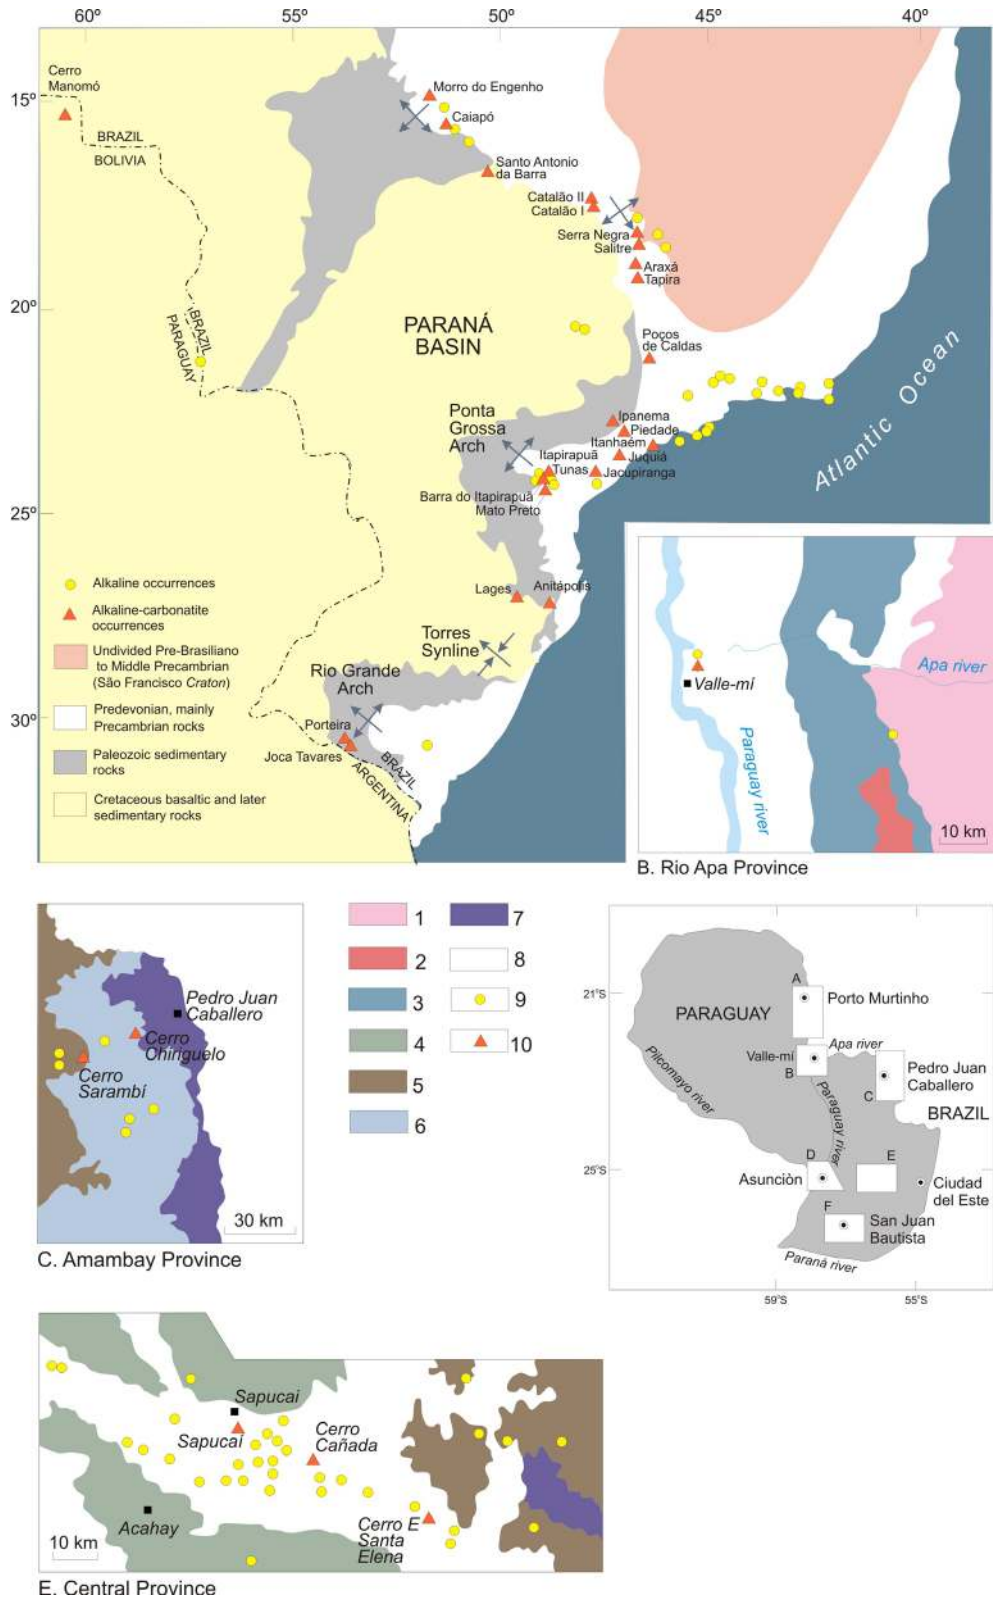 60º 55º 50º 45º 40º
15º
20º
25º
30º
Cerro
Manomó
BRAZIL
BOLIVIA
BRAZIL
PARAGUAY
Morro do Engenho
Caiapó
Santo Antonio
da Barra
Catalão II
Catalão I
Serra Negra
Salitre
Araxá
Tapira
PARANÁ
BASIN
Poços
de Caldas
Ponta
Grossa
Arch
Ipanema
Piedade
Itanhaém
Juquiá
Itapirapuã
Tunas
Jacupiranga
Barra do Itapirapuã
Mato Preto
Atlantic Ocean
Lages
Anitápolis
Torres
Synline
Rio Grande
Arch
Porteira
Joca Tavares
BRAZIL
ARGENTINA
Alkaline occurrences
Alkaline-carbonatite
occurrences
Undivided Pre-Brasiliano
to Middle Precambrian
(São Francisco Craton)
Predevonian, mainly
Precambrian rocks
Paleozoic sedimentary
rocks
Cretaceous basaltic and later
sedimentary rocks
Valle-mí
Apa river
Paraguay river
10 km
B. Rio Apa Province
Pedro Juan
Caballero
Cerro
Ohiriguelo
Cerro
Sarambí
30 km
C. Amambay Province
1
2
3
4
5
6
7
8
9
10
21ºS
25ºS
59ºS
55ºS
PARAGUAY
A
Porto Murtinho
Valle-mí
B
Apa river
Pedro Juan
Caballero
C
BRAZIL
Pilcomayo river
Paraguay river
D
Asunciòn
E
Ciudad
del Este
F
San Juan
Bautista
Paraná river
Sapucai
Sapucaí
Cerro
Cañada
Acahay
Cerro E
Santa
Elena
10 km
E. Central Province